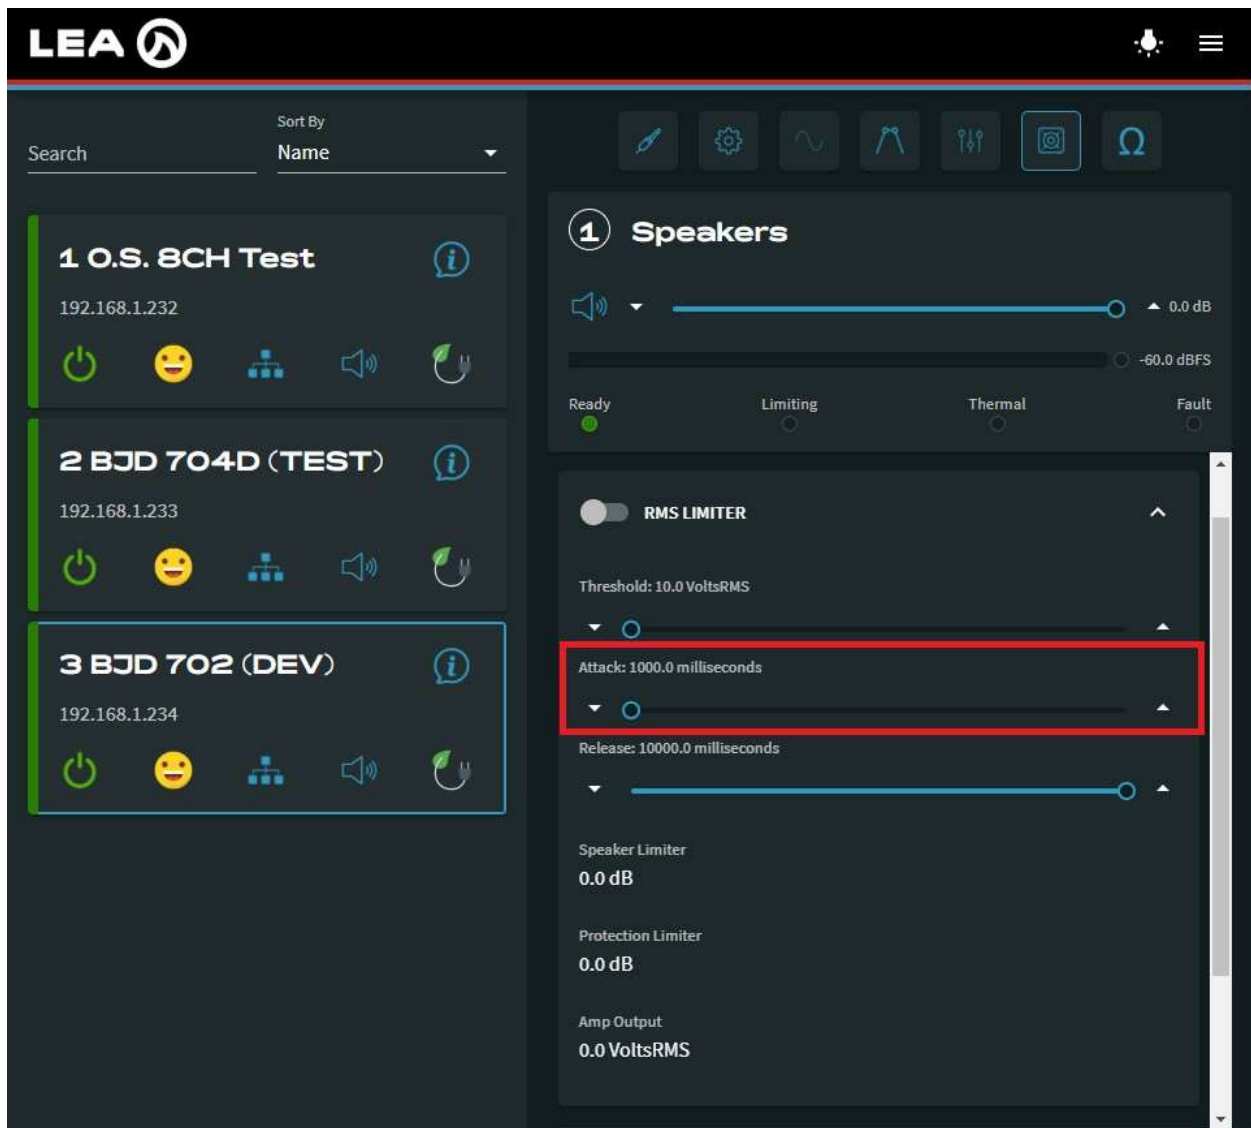 LEA
Search
Sort By
Name
1 O.S. 8CH Test
192.168.1.232
2 BJD 704D (TEST)
192.168.1.233
3 BJD 702 (DEV)
192.168.1.234
Ω
1 Speakers
0.0 dB
-60.0 dBFS
Ready Limiting Thermal Fault
RMS LIMITER
Threshold: 10.0 VoltsRMS
Attack: 1000.0 milliseconds
Release: 10000.0 milliseconds
Speaker Limiter
0.0 dB
Protection Limiter
0.0 dB
Amp Output
0.0 VoltsRMS